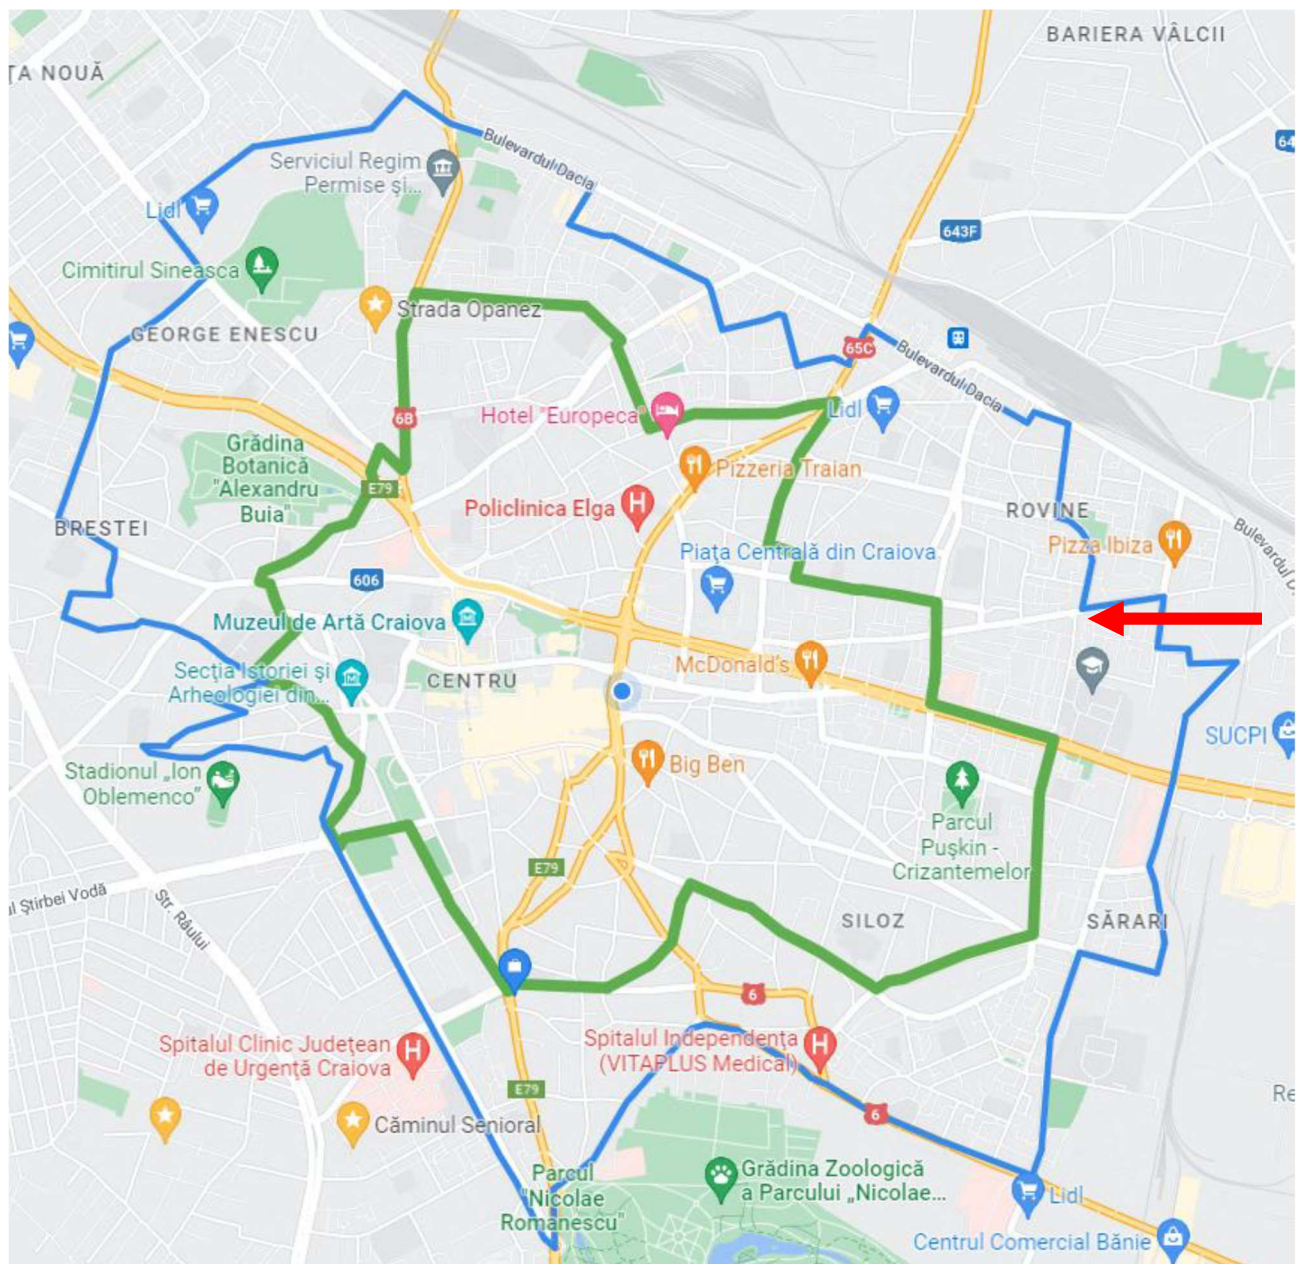 BARIERA VÂLCII
ȚA NOUĂ
Bulevardul Dacia
64
Serviciul Regim
Permise și...
Lidl
643F
Cimitirul Sineasca
Strada Opanez
GEORGE ENESCU
65C
Bulevardul Dacia
6B
Hotel "Europeca"
Lidl
Grădina
Botanică
"Alexandru
Buia"
Pizzeria Traian
E79
Policlinica Elga
ROVINE
BRESTEI
Pizza Ibiza
Bulevardul D
Piața Centrală din Craiova
606
Muzeul de Artă Craiova
McDonald's
Secția Istoriei și
Arheologiei din...
CENTRU
SUCPI
Big Ben
Stadionul „Ion
Oblemenco”
Parcul
Pușkin -
Crizantemelor
E79
l Știrbei Vodă
Str. Râului
SILOZ
SĂRARI
6
Spitalul Clinic Județean
de Urgență Craiova
Spitalul Independența
(VITAPLUS Medical)
E79
Re
6
Căminul Senioral
Parcul
"Nicolae
Romanescu"
Grădina Zoologică
a Parcului „Nicolae...
Lidl
Centrul Comercial Bănie